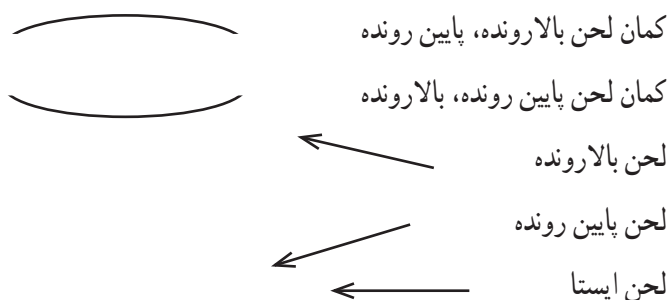 کمان لحن بالارونده، پایین رونده
کمان لحن پایین رونده، بالارونده
لحن بالارونده
لحن پایین رونده
لحن ایستا